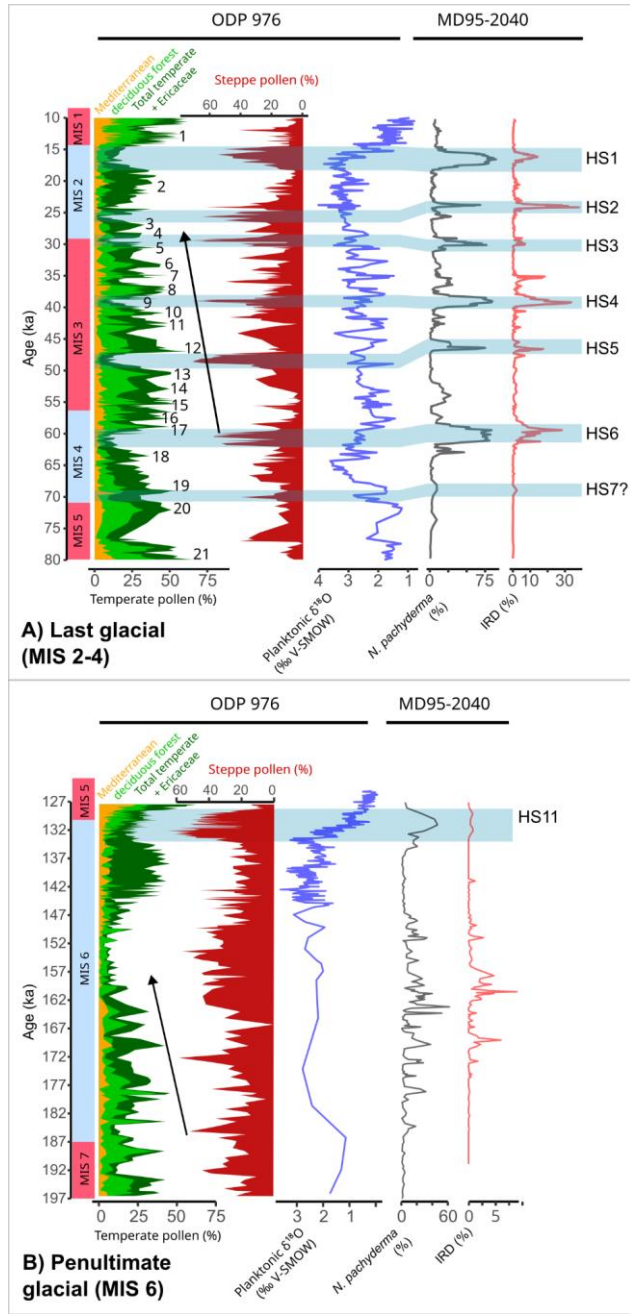 ODP 976
MD95-2040
Mediterranean
deciduous forest
Total temperate
+ Ericaceae
Steppe pollen (%)
60 40 20 0
MIS 1
MIS 2
MIS 3
MIS 4
MIS 5
Age (ka)
10
15
20
25
30
35
40
45
50
55
60
65
70
75
80
1
2
3
4
5
6
7
8
9
10
11
12
13
14
15
16
17
18
19
20
21
HS1
HS2
HS3
HS4
HS5
HS6
HS7?
0 25 50 75
Temperate pollen (%)
4 3 2 1
Planktonic δ¹⁸O
(‰ V-SMOW)
0 75
N. pachyderma
(%)
0 10 30
IRD (%)
A) Last glacial
(MIS 2-4)
ODP 976
MD95-2040
Mediterranean
deciduous forest
Total temperate
+ Ericaceae
Steppe pollen (%)
60 40 20 0
MIS 5
MIS 6
MIS 7
Age (ka)
127
132
137
142
147
152
157
162
167
172
177
182
187
192
197
HS11
0 25 50 75
Temperate pollen (%)
3 2 1
Planktonic δ¹⁸O
(‰ V-SMOW)
0 60
N. pachyderma
(%)
0 5
IRD (%)
B) Penultimate
glacial (MIS 6)